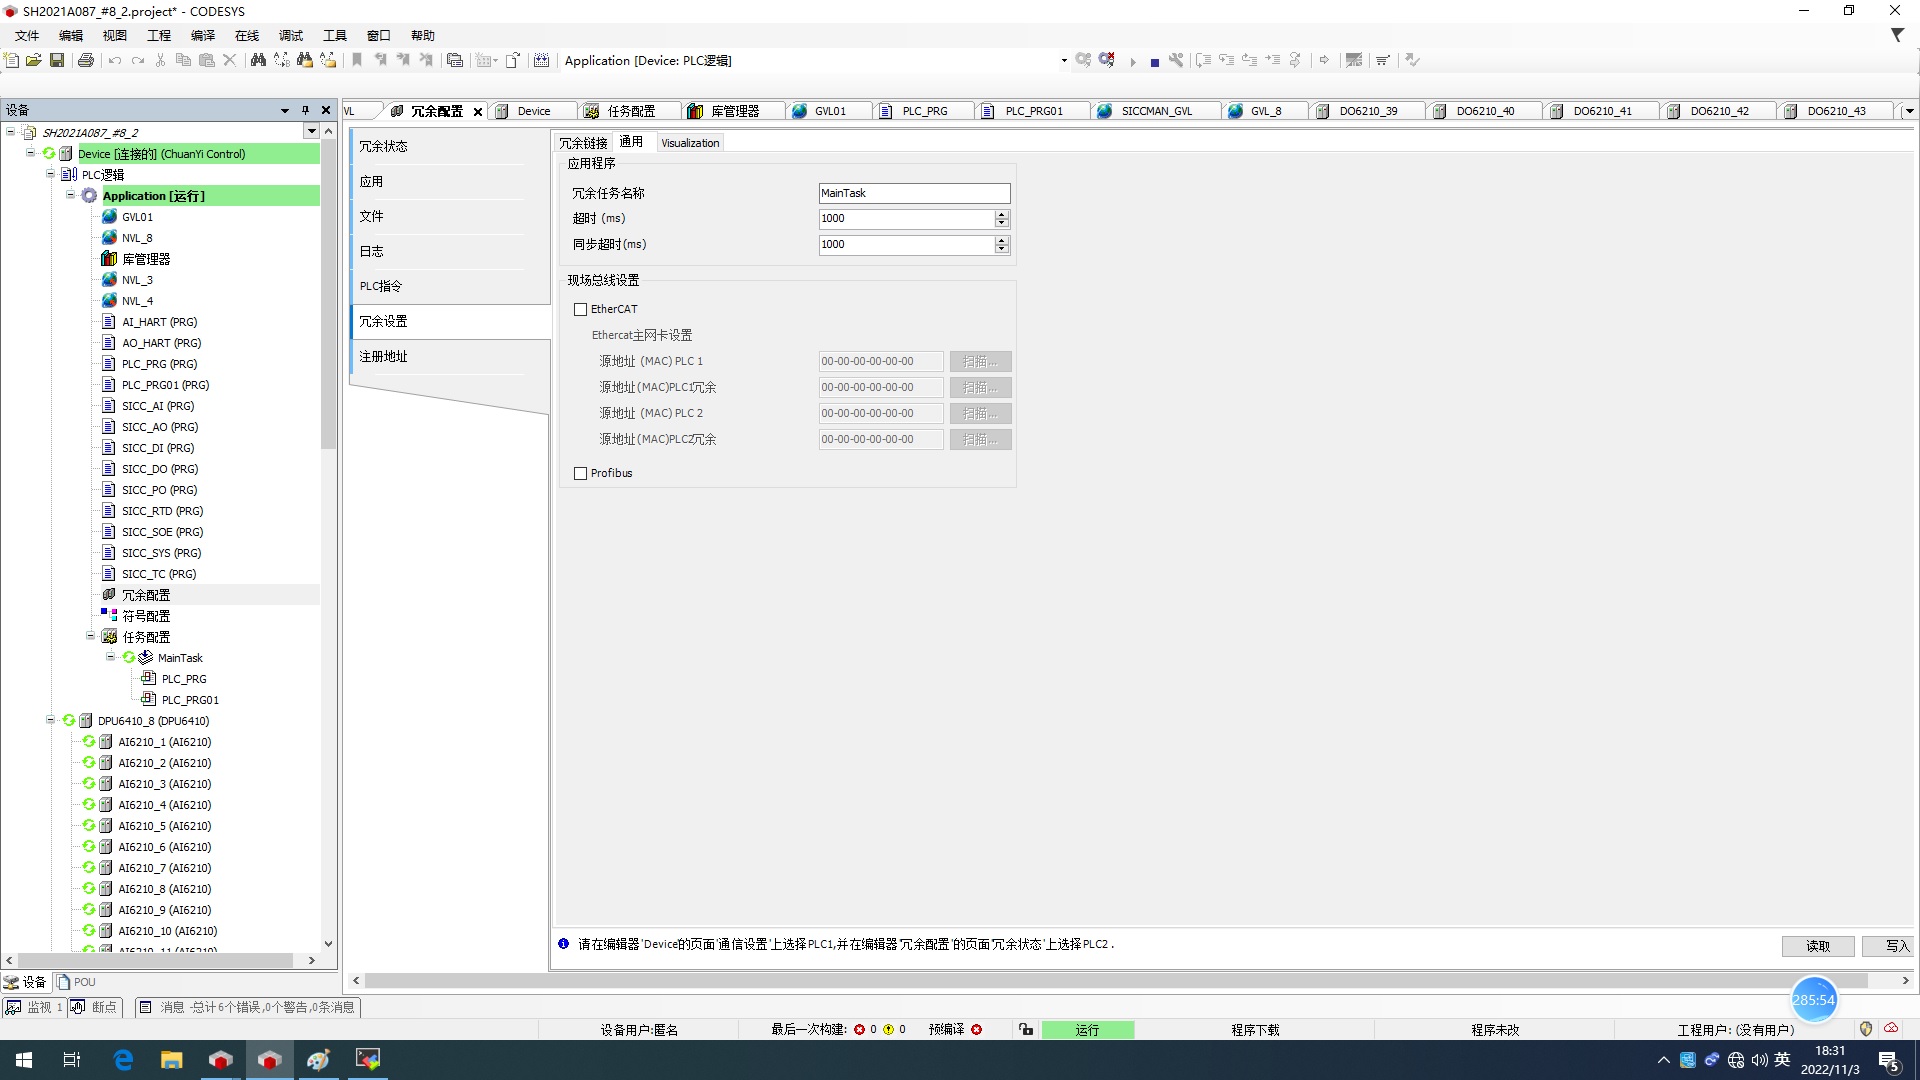 SH2021A087_#8_2.project* - CODESYS
文件 编辑 视图 工程 编译 在线 调试 工具 窗口 帮助
Application [Device: PLC逻辑]
设备
VL 冗余配置 Device 任务配置 库管理器 GVL01 PLC_PRG PLC_PRG01 SICCMAN_GVL GVL_8 DO6210_39 DO6210_40 DO6210_41 DO6210_42 DO6210_43
SH2021A087_#8_2
Device [连接的] (ChuanYi Control)
PLC逻辑
Application [运行]
GVL01
NVL_8
库管理器
NVL_3
NVL_4
AI_HART (PRG)
AO_HART (PRG)
PLC_PRG (PRG)
PLC_PRG01 (PRG)
SICC_AI (PRG)
SICC_AO (PRG)
SICC_DI (PRG)
SICC_DO (PRG)
SICC_PO (PRG)
SICC_RTD (PRG)
SICC_SOE (PRG)
SICC_SYS (PRG)
SICC_TC (PRG)
冗余配置
符号配置
任务配置
MainTask
PLC_PRG
PLC_PRG01
DPU6410_8 (DPU6410)
AI6210_1 (AI6210)
AI6210_2 (AI6210)
AI6210_3 (AI6210)
AI6210_4 (AI6210)
AI6210_5 (AI6210)
AI6210_6 (AI6210)
AI6210_7 (AI6210)
AI6210_8 (AI6210)
AI6210_9 (AI6210)
AI6210_10 (AI6210)
AI6210_11 (AI6210)
设备 POU
冗余状态
应用
文件
日志
PLC指令
冗余设置
注册地址
冗余链接 通用 Visualization
应用程序
冗余任务名称 MainTask
超时 (ms) 1000
同步超时(ms) 1000
现场总线设置
EtherCAT
Ethercat主网卡设置
源地址 (MAC) PLC 1 00-00-00-00-00-00 扫描...
源地址(MAC)PLC1冗余 00-00-00-00-00-00 扫描...
源地址 (MAC) PLC 2 00-00-00-00-00-00 扫描...
源地址(MAC)PLC2冗余 00-00-00-00-00-00 扫描...
Profibus
请在编辑器'Device的页面'通信设置'上选择PLC1,并在编辑器'冗余配置'的页面'冗余状态'上选择PLC2 .
读取 写入
285:54
监视 1 断点 消息 -总计6个错误,0个警告,0条消息
设备用户:匿名 最后一次构建: 0 0 预编译 运行 程序下载 程序未改 工程用户: (没有用户)
英 18:31
2022/11/3 5